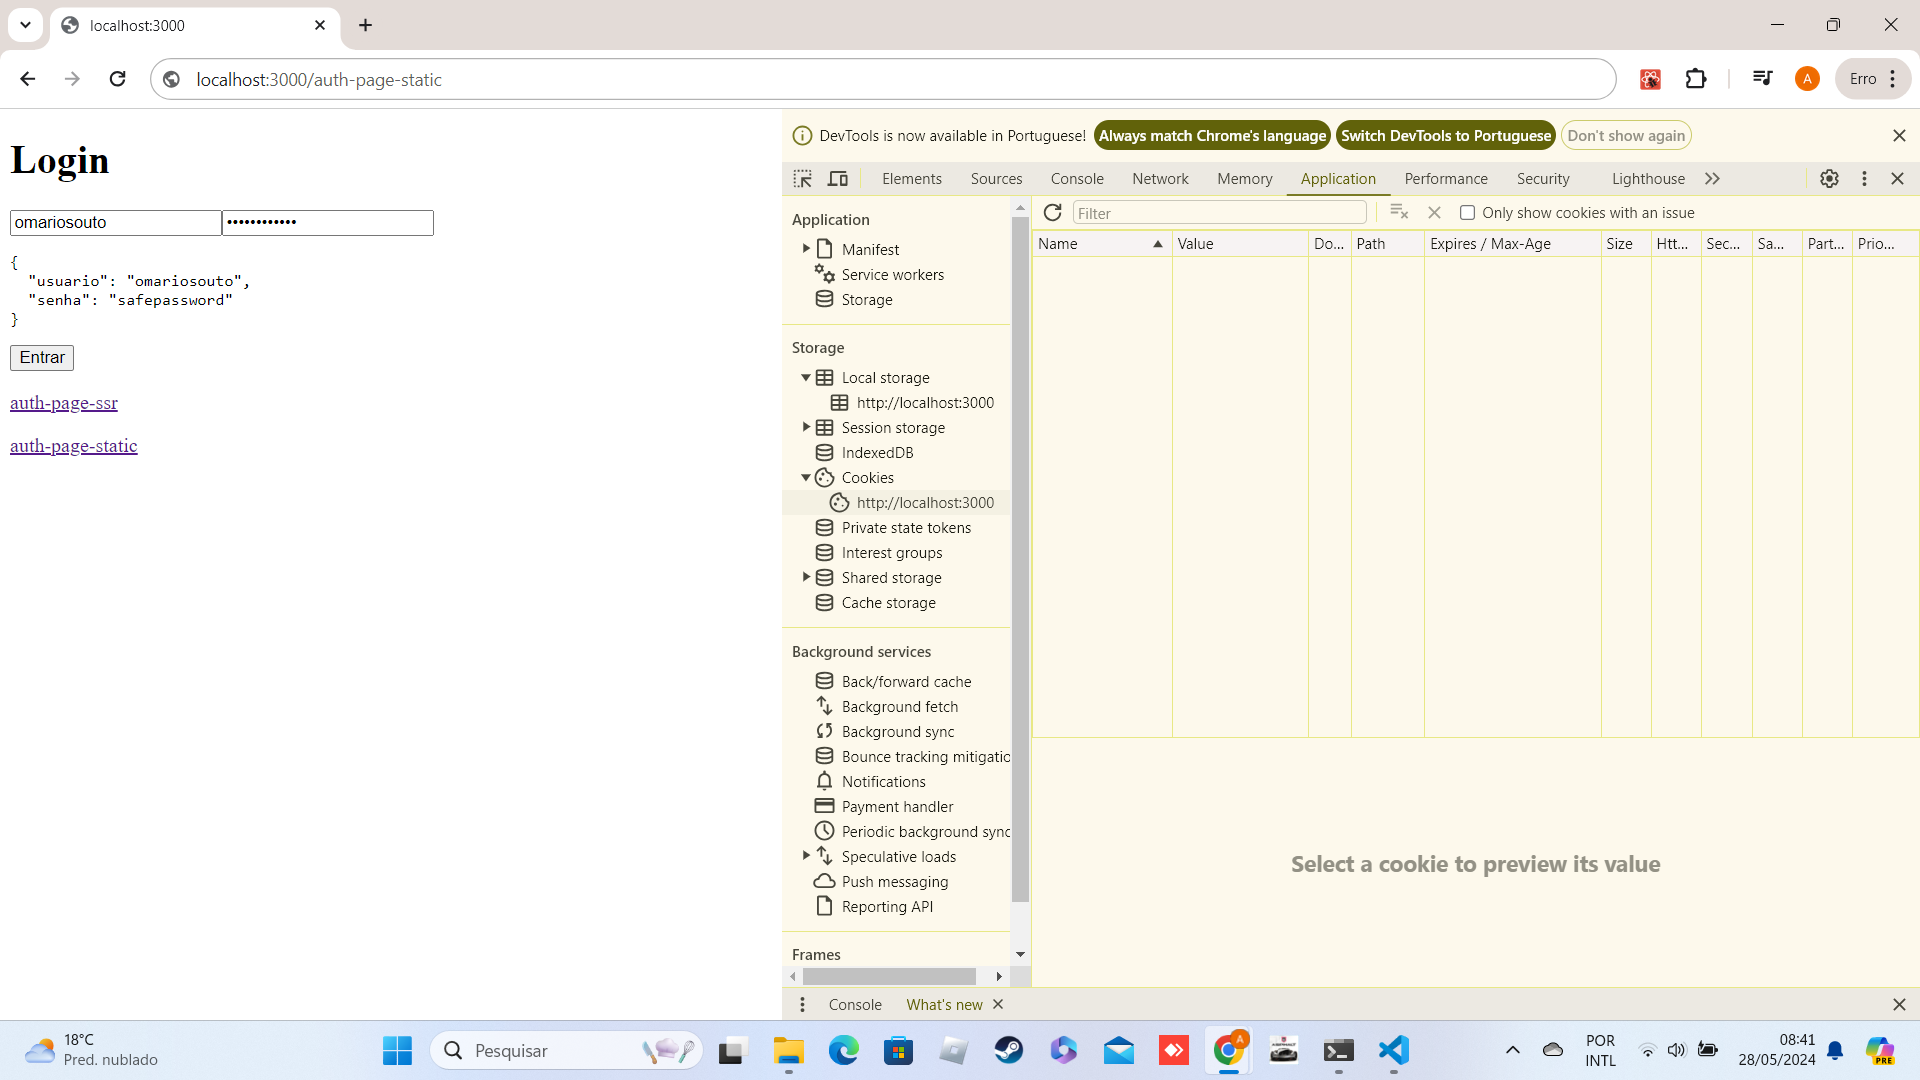 localhost:3000
localhost:3000/auth-page-static
A
Erro
Login
omariosouto
••••••••••••
{
"usuario": "omariosouto",
"senha": "safepassword"
}
Entrar
auth-page-ssr
auth-page-static
DevTools is now available in Portuguese!
Always match Chrome's language
Switch DevTools to Portuguese
Don't show again
Elements
Sources
Console
Network
Memory
Application
Performance
Security
Lighthouse
Application
Manifest
Service workers
Storage
Storage
Local storage
http://localhost:3000
Session storage
IndexedDB
Cookies
http://localhost:3000
Private state tokens
Interest groups
Shared storage
Cache storage
Background services
Back/forward cache
Background fetch
Background sync
Bounce tracking mitigatio
Notifications
Payment handler
Periodic background sync
Speculative loads
Push messaging
Reporting API
Frames
Filter
Only show cookies with an issue
Name
Value
Do...
Path
Expires / Max-Age
Size
Htt...
Sec...
Sa...
Part...
Prio...
Select a cookie to preview its value
Console
What's new
18°C
Pred. nublado
Pesquisar
A
POR
INTL
08:41
28/05/2024
PRE